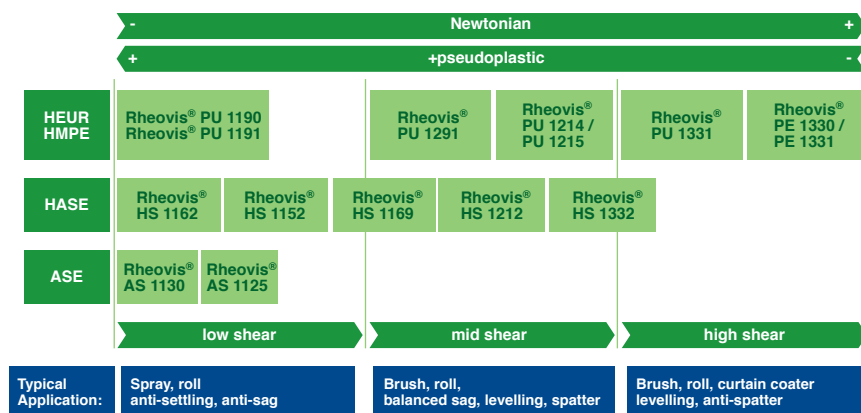 - Newtonian +
+ +pseudoplastic -
HEUR
HMPE
Rheovis® PU 1190
Rheovis® PU 1191
Rheovis®
PU 1291
Rheovis®
PU 1214 /
PU 1215
Rheovis®
PU 1331
Rheovis®
PE 1330 /
PE 1331
HASE
Rheovis®
HS 1162
Rheovis®
HS 1152
Rheovis®
HS 1169
Rheovis®
HS 1212
Rheovis®
HS 1332
ASE
Rheovis®
AS 1130
Rheovis®
AS 1125
low shear
mid shear
high shear
Typical
Application:
Spray, roll
anti-settling, anti-sag
Brush, roll,
balanced sag, levelling, spatter
Brush, roll, curtain coater
levelling, anti-spatter